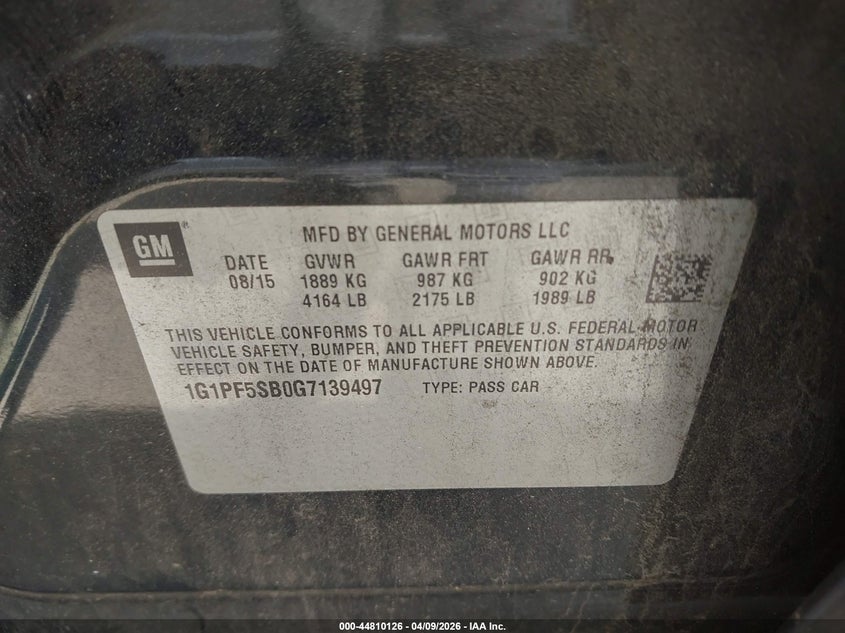 GM
MFD BY GENERAL MOTORS LLC
DATE GVWR GAWR FRT GAWR RR
08/15 1889 KG 987 KG 902 KG
4164 LB 2175 LB 1989 LB
THIS VEHICLE CONFORMS TO ALL APPLICABLE U.S. FEDERAL MOTOR
VEHICLE SAFETY, BUMPER, AND THEFT PREVENTION STANDARDS IN
EFFECT ON THE DATE OF MANUFACTURE SHOWN ABOVE.
1G1PF5SB0G7139497 TYPE: PASS CAR
000-44810126 | 04/09/2026 - IAA Inc.